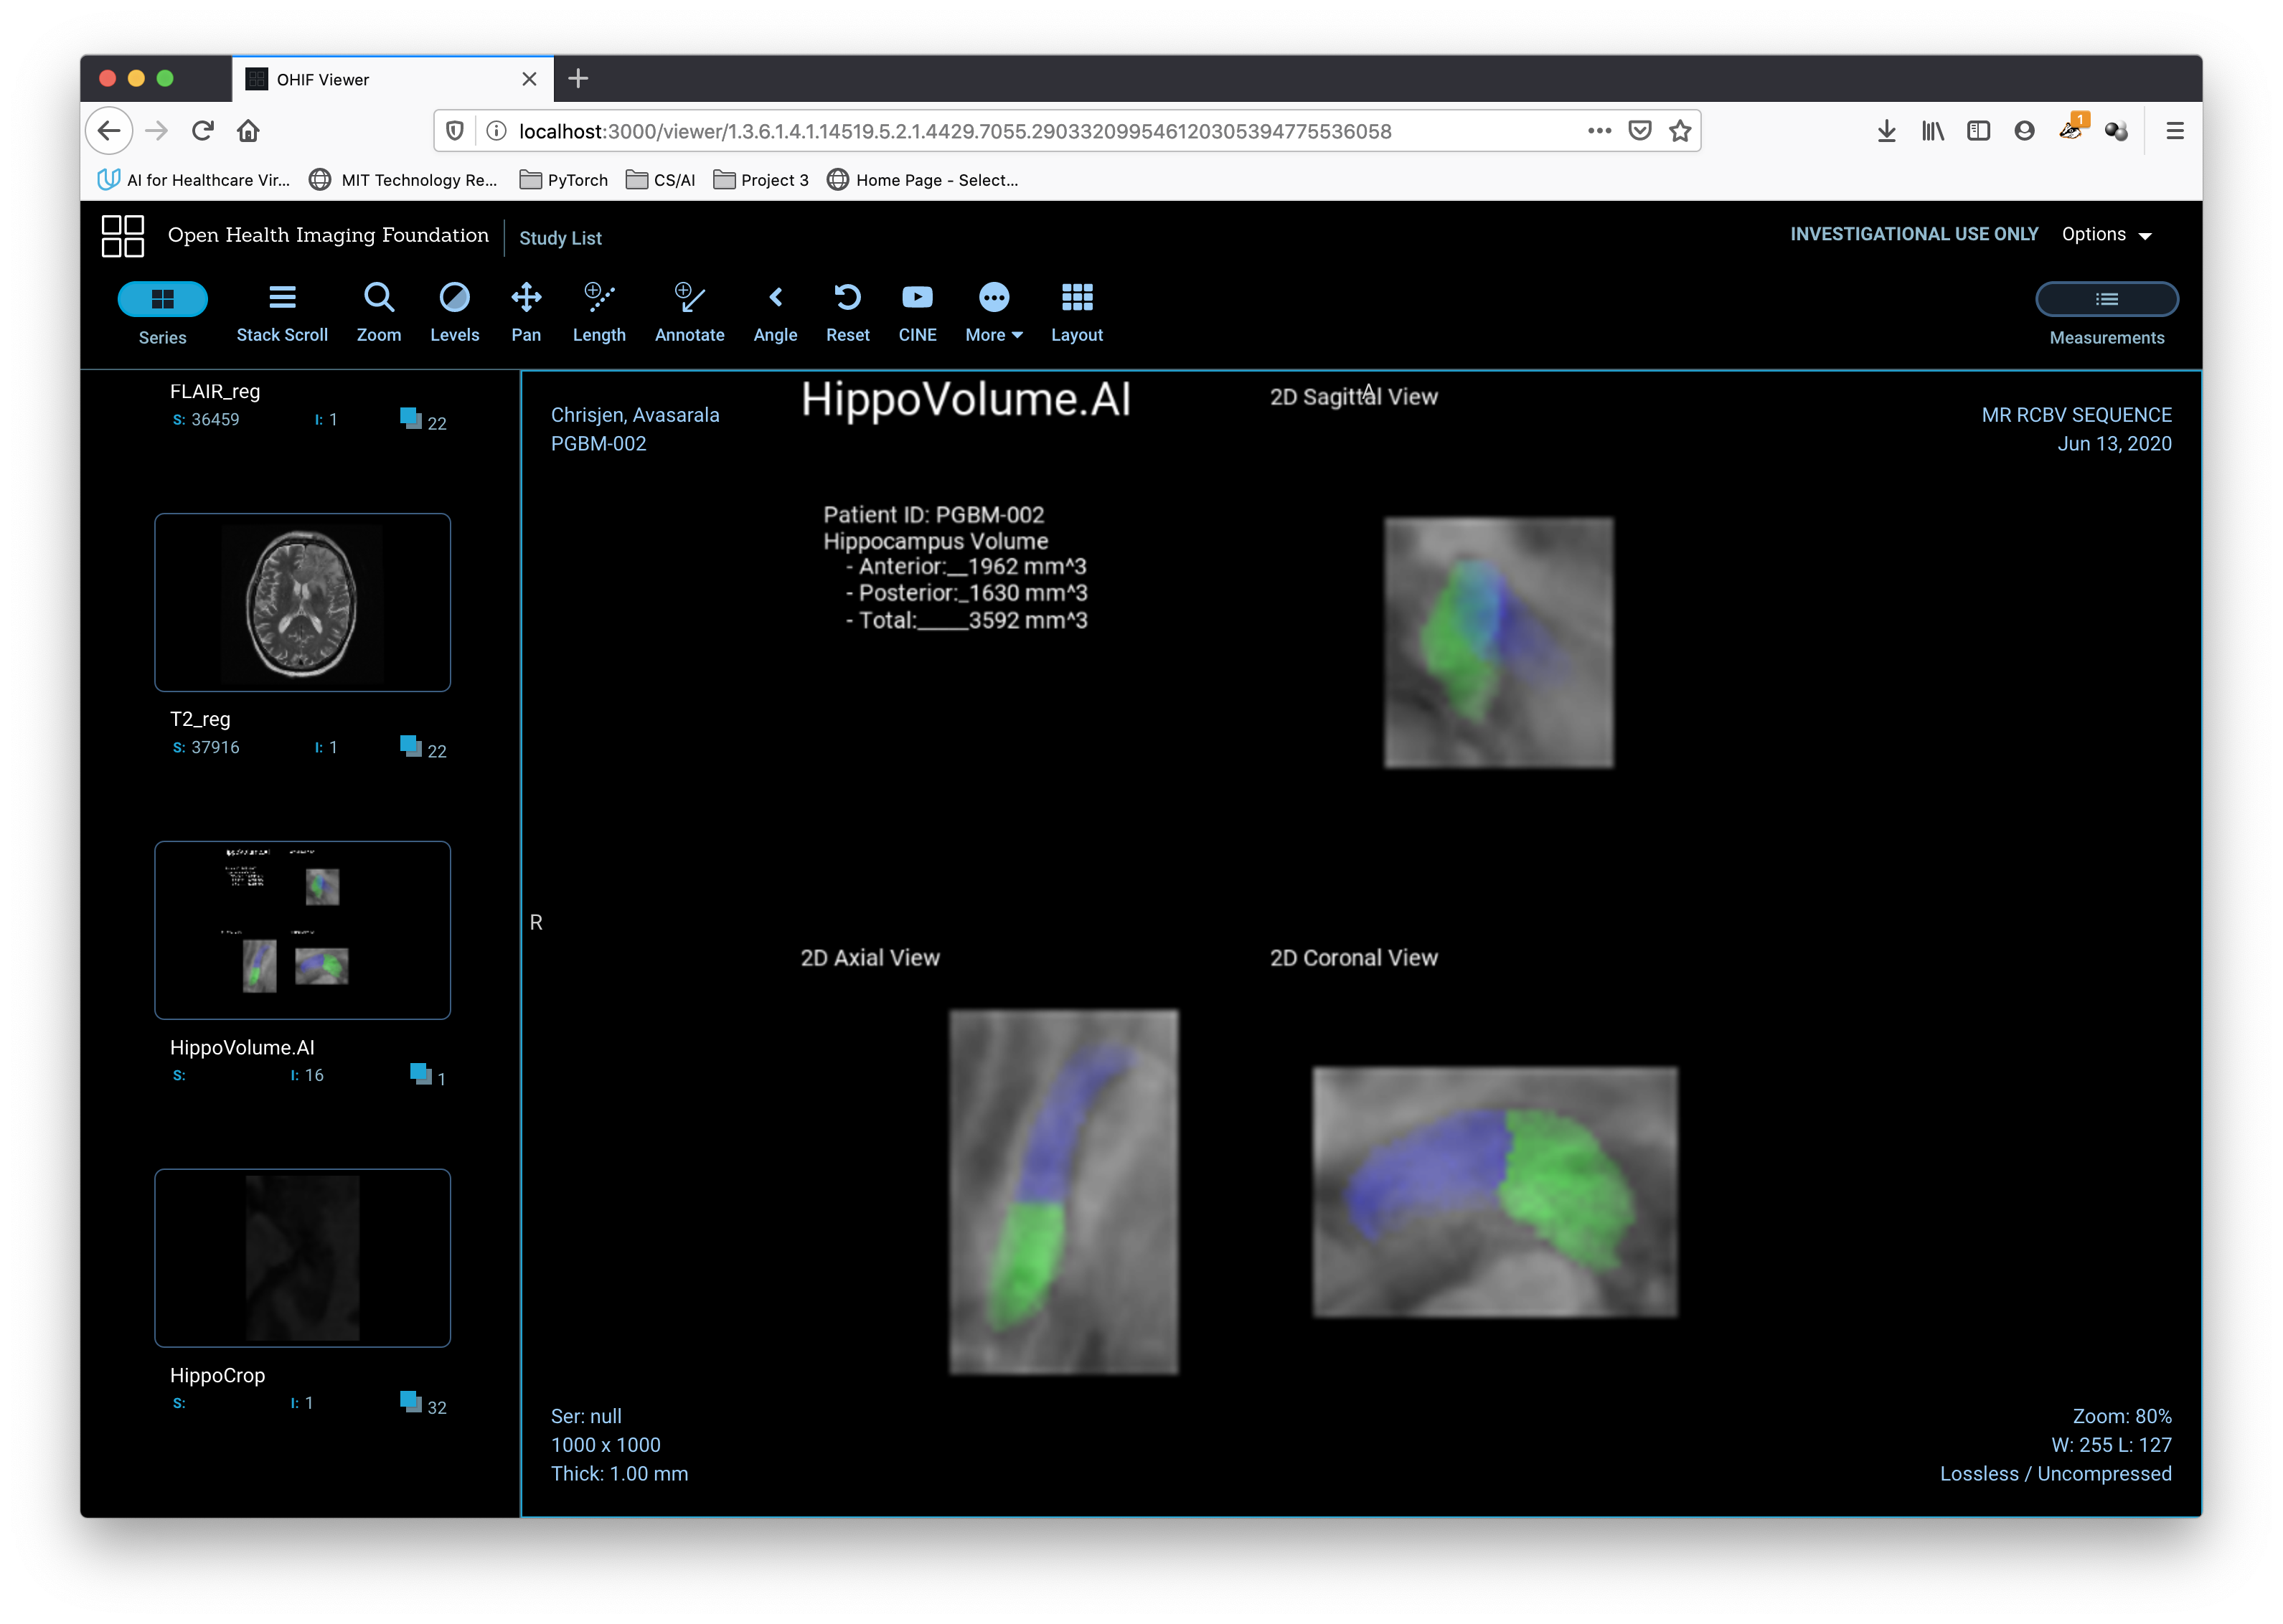 OHIF Viewer
localhost:3000/viewer/1.3.6.1.4.1.14519.5.2.1.4429.7055.290332099546120305394775536058
1
AI for Healthcare Vir...
MIT Technology Re...
PyTorch
CS/AI
Project 3
Home Page - Select...
Open Health Imaging Foundation
Study List
INVESTIGATIONAL USE ONLY
Options
Series
Stack Scroll
Zoom
Levels
Pan
Length
Annotate
Angle
Reset
CINE
More
Layout
Measurements
FLAIR_reg
S: 36459 I: 1 22
T2_reg
S: 37916 I: 1 22
HippoVolume.AI
S: I: 16 1
HippoCrop
S: I: 1 32
Chrisjen, Avasarala
PGBM-002
HippoVolume.AI
2D Sagittal View
A
MR RCBV SEQUENCE
Jun 13, 2020
Patient ID: PGBM-002
Hippocampus Volume
- Anterior:__1962 mm^3
- Posterior:_1630 mm^3
- Total:_____3592 mm^3
R
2D Axial View
2D Coronal View
Ser: null
1000 x 1000
Thick: 1.00 mm
Zoom: 80%
W: 255 L: 127
Lossless / Uncompressed